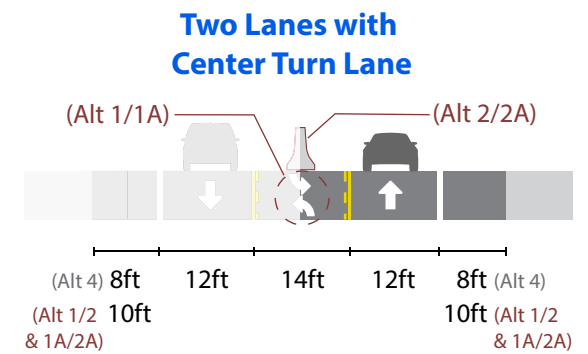 Two Lanes with
Center Turn Lane
(Alt 1/1A) (Alt 2/2A)
(Alt 4) 8ft 12ft 14ft 12ft 8ft (Alt 4)
(Alt 1/2 10ft 10ft (Alt 1/2
& 1A/2A) & 1A/2A)